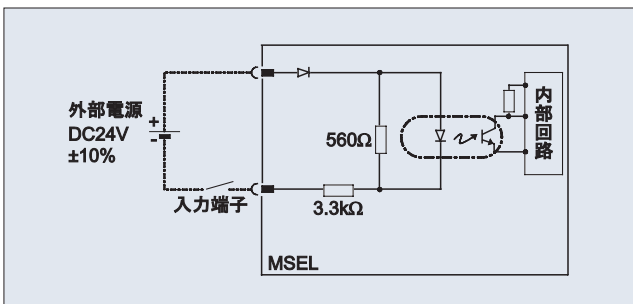 外部電源
DC24V
±10%
+
-
入力端子
560Ω
3.3kΩ
内部回路
MSEL